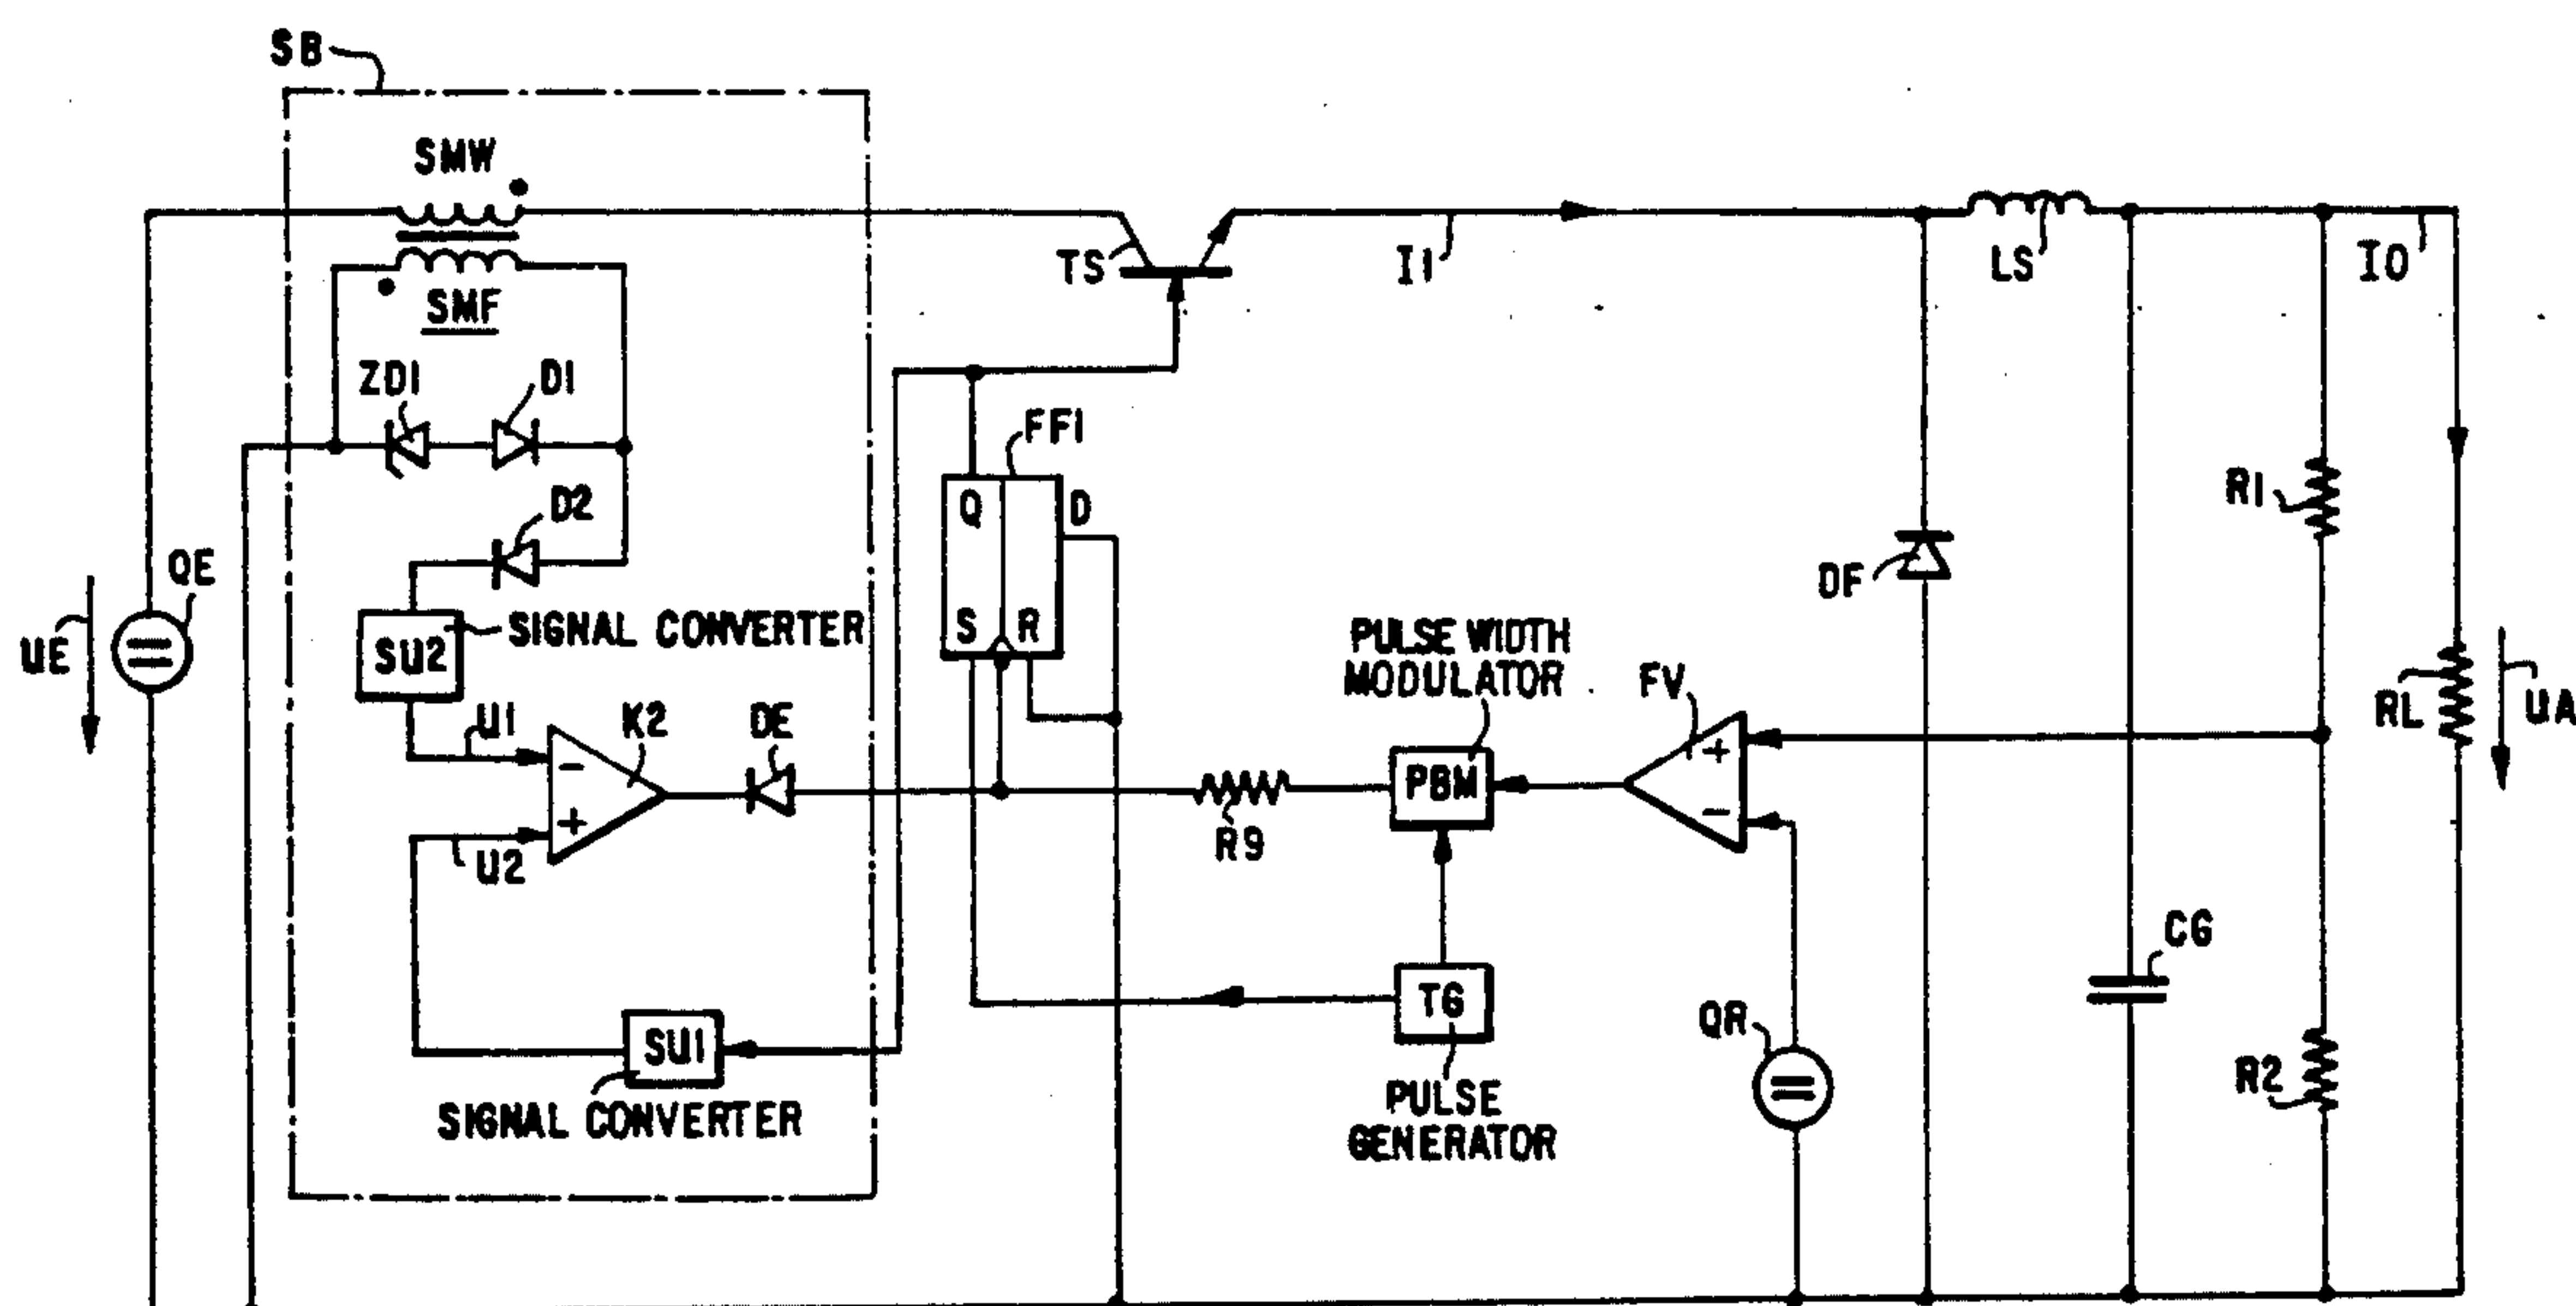 SB
SMW
SMF
TS
I1
LS
I0
ZD1
D1
FF1
D2
Q
D
R1
QE
DF
UE
SU2
SIGNAL CONVERTER
S
R
PULSE WIDTH
MODULATOR
FV
RL
UA
U1
K2
DE
+
PBM
-
-
+
R9
U2
CG
TG
QR
SU1
R2
PULSE
GENERATOR
SIGNAL CONVERTER